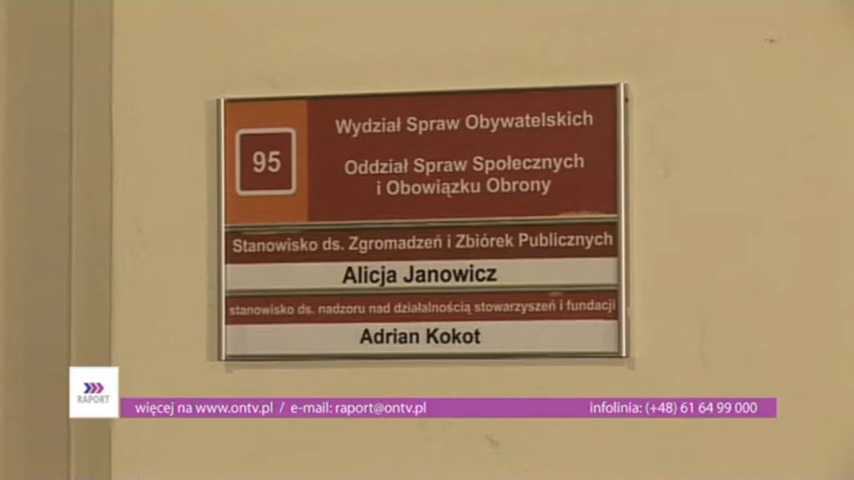 95
Wydział Spraw Obywatelskich
Oddział Spraw Społecznych
i Obowiązku Obrony
Stanowisko ds. Zgromadzeń i Zbiórek Publicznych
Alicja Janowicz
stanowisko ds. nadzoru nad działalnością stowarzyszeń i fundacji
Adrian Kokot
RAPORT
więcej na www.ontv.pl / e-mail: raport@ontv.pl
infolinia: (+48) 61 64 99 000